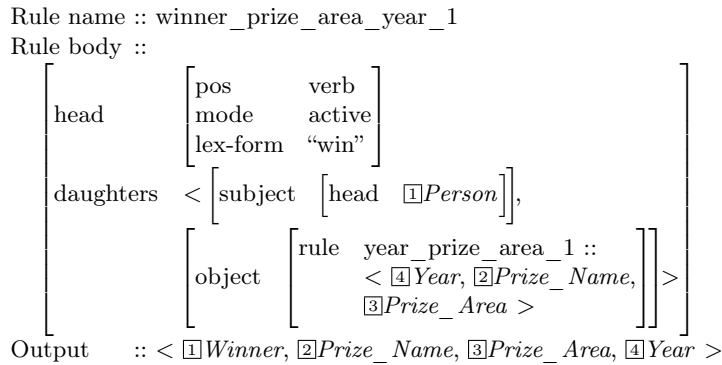 Rule name :: winner_prize_area_year_1
Rule body ::
head [pos verb
mode active
lex-form “win”]
daughters < [subject [head 1 Person]],
[object [rule year_prize_area_1 ::
< 4 Year, 2 Prize_Name,
3 Prize_Area >]] >
Output :: < 1 Winner, 2 Prize_Name, 3 Prize_Area, 4 Year >